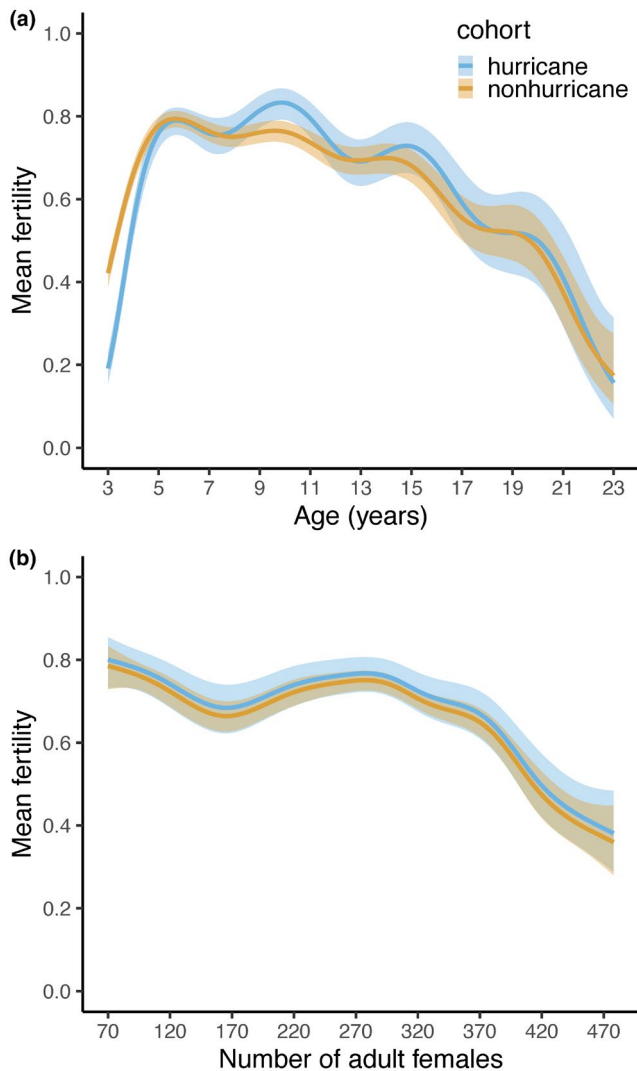 (a)
1.0
0.8
0.6
0.4
0.2
0.0
Mean fertility
cohort
hurricane
nonhurricane
3 5 7 9 11 13 15 17 19 21 23
Age (years)
(b)
1.0
0.8
0.6
0.4
0.2
0.0
Mean fertility
70 120 170 220 270 320 370 420 470
Number of adult females